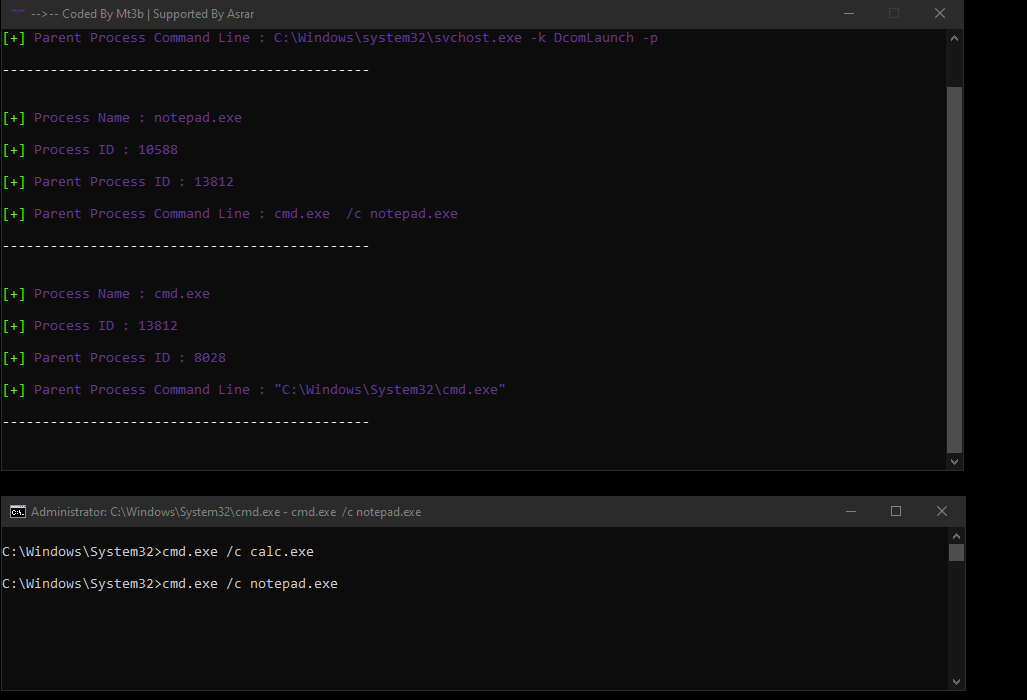 -->-- Coded By Mt3b | Supported By Asrar
[+] Parent Process Command Line : C:\Windows\system32\svchost.exe -k DcomLaunch -p
----------------------------------------------
[+] Process Name : notepad.exe
[+] Process ID : 10588
[+] Parent Process ID : 13812
[+] Parent Process Command Line : cmd.exe  /c notepad.exe
----------------------------------------------
[+] Process Name : cmd.exe
[+] Process ID : 13812
[+] Parent Process ID : 8028
[+] Parent Process Command Line : "C:\Windows\System32\cmd.exe"
----------------------------------------------
Administrator: C:\Windows\System32\cmd.exe - cmd.exe  /c notepad.exe
C:\Windows\System32>cmd.exe /c calc.exe
C:\Windows\System32>cmd.exe /c notepad.exe